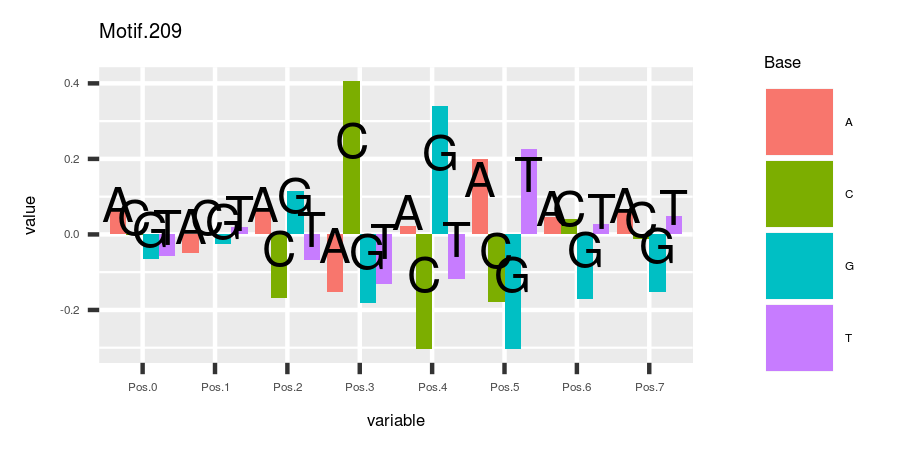 Motif.209
Base
0.4
0.2
0.0
-0.2
value
A C G T A C G T A C G T A C G T A C G T A C G T A C G T A C G T
Pos.0 Pos.1 Pos.2 Pos.3 Pos.4 Pos.5 Pos.6 Pos.7
variable
A
C
G
T